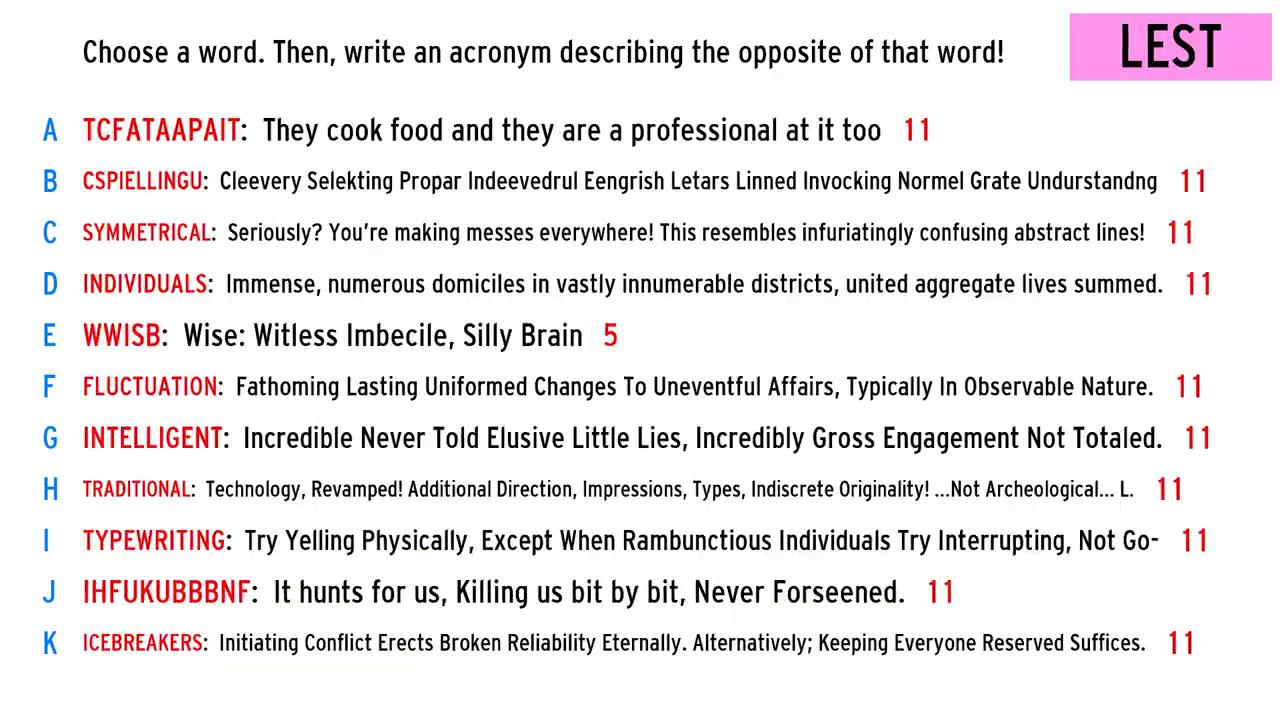 Choose a word. Then, write an acronym describing the opposite of that word!
LEST
A TCFATAAPAIT: They cook food and they are a professional at it too 11
B CSPIELLINGU: Cleevery Selekting Propar Indeevedrul Eengrish Letars Linned Invocking Normel Grate Undurstandng 11
C SYMMETRICAL: Seriously? You're making messes everywhere! This resembles infuriatingly confusing abstract lines! 11
D INDIVIDUALS: Immense, numerous domiciles in vastly innumerable districts, united aggregate lives summed. 11
E WWISB: Wise: Witless Imbecile, Silly Brain 5
F FLUCTUATION: Fathoming Lasting Uniformed Changes To Uneventful Affairs, Typically In Observable Nature. 11
G INTELLIGENT: Incredible Never Told Elusive Little Lies, Incredibly Gross Engagement Not Totaled. 11
H TRADITIONAL: Technology, Revamped! Additional Direction, Impressions, Types, Indiscrete Originality! ...Not Archeological... L. 11
I TYPEWRITING: Try Yelling Physically, Except When Rambunctious Individuals Try Interrupting, Not Go- 11
J IHFUKUBBBNF: It hunts for us, Killing us bit by bit, Never Forseened. 11
K ICEBREAKERS: Initiating Conflict Erects Broken Reliability Eternally. Alternatively; Keeping Everyone Reserved Suffices. 11